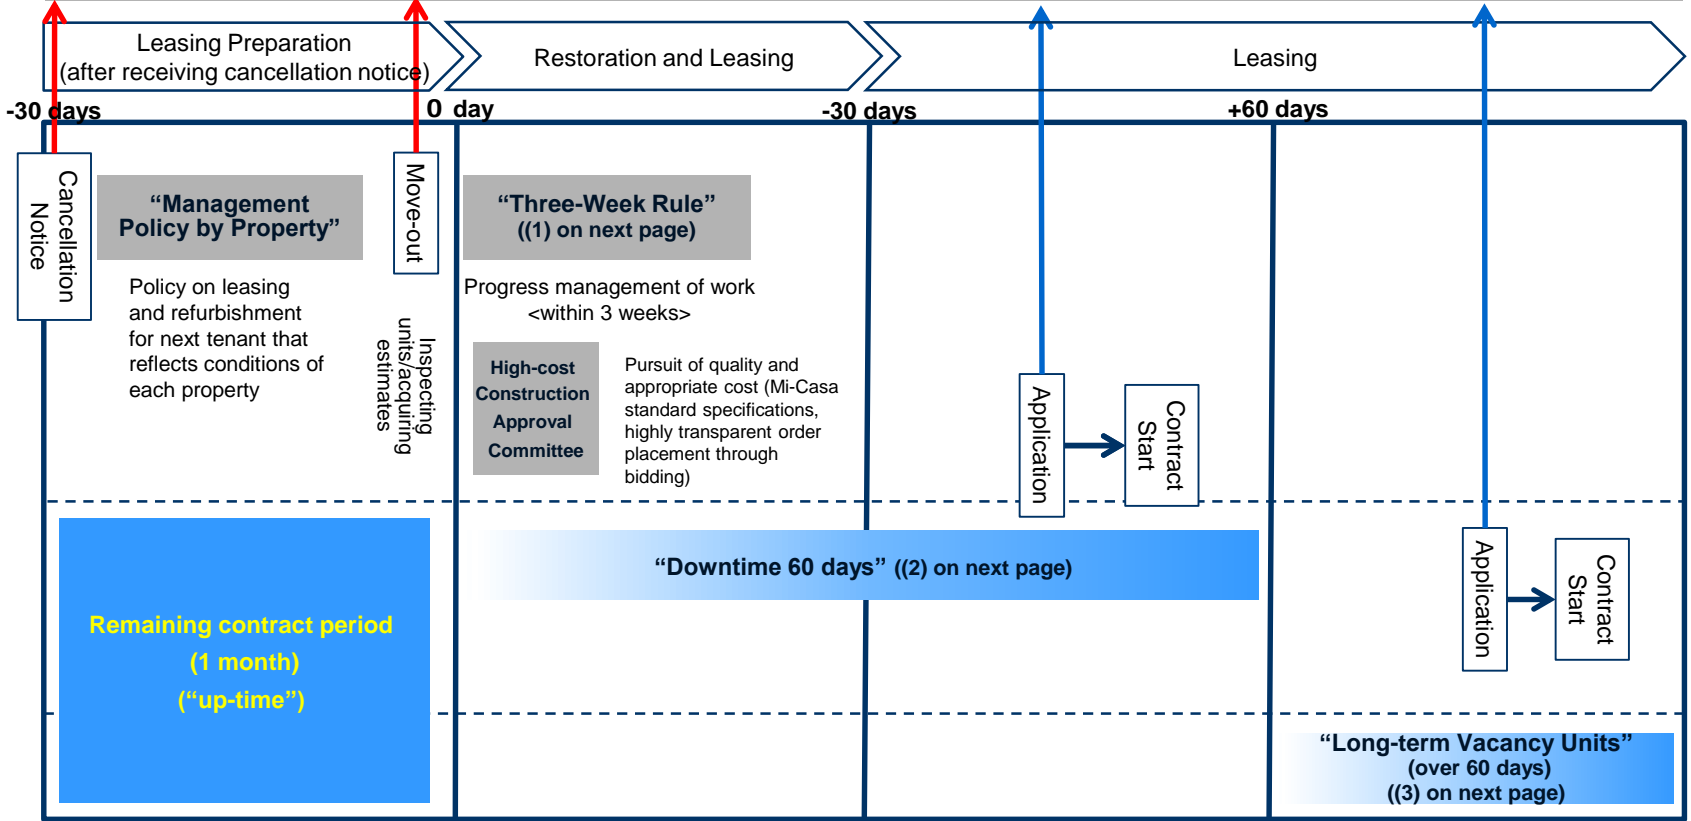 Leasing Preparation
(after receiving cancellation notice)
Restoration and Leasing
Leasing
-30 days
0 day
-30 days
+60 days
Cancellation
Notice
“Management
Policy by Property”
Policy on leasing
and refurbishment
for next tenant that
reflects conditions of
each property
Move-out
Inspecting
units/acquiring
estimates
“Three-Week Rule”
((1) on next page)
Progress management of work
<within 3 weeks>
High-cost
Construction
Approval
Committee
Pursuit of quality and
appropriate cost (Mi-Casa
standard specifications,
highly transparent order
placement through
bidding)
Application
Contract
Start
“Downtime 60 days” ((2) on next page)
Application
Contract
Start
Remaining contract period
(1 month)
(“up-time”)
“Long-term Vacancy Units”
(over 60 days)
((3) on next page)